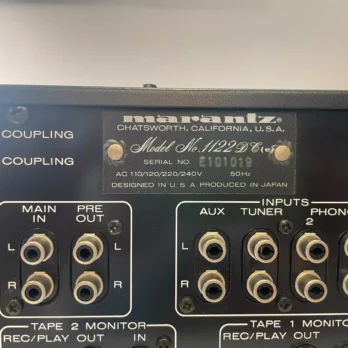 marantz
CHATSWORTH, CALIFORNIA, U.S.A.
Model No. 1122 DC
COUPLING
SERIAL NO. E101019
COUPLING
AC 110/120/220/240V 50Hz
DESIGNED IN U.S.A PRODUCED IN JAPAN
MAIN IN
PRE OUT
INPUTS
AUX TUNER 2
L L L
R R R
TAPE 2 MONITOR
TAPE 1 MONITOR
REC/PLAY OUT IN
REC/PLAY OUT